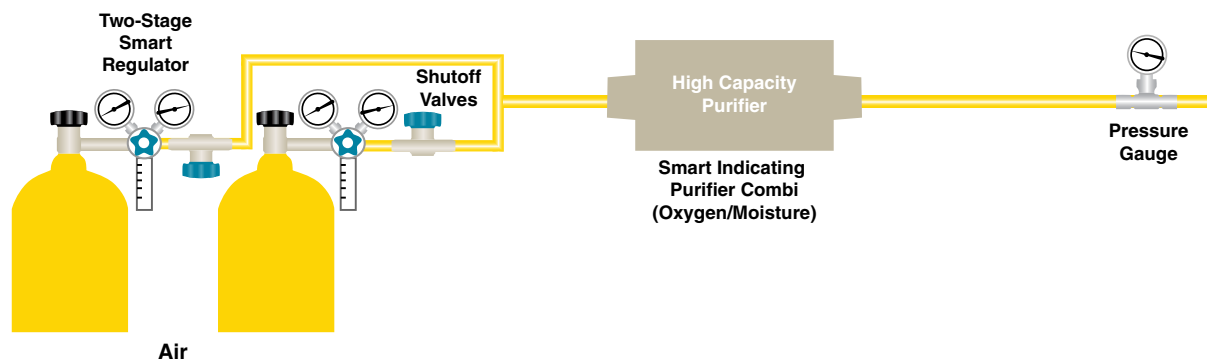 Two-Stage
Smart
Regulator
Shutoff
Valves
High Capacity
Purifier
Smart Indicating
Purifier Combi
(Oxygen/Moisture)
Pressure
Gauge
Air